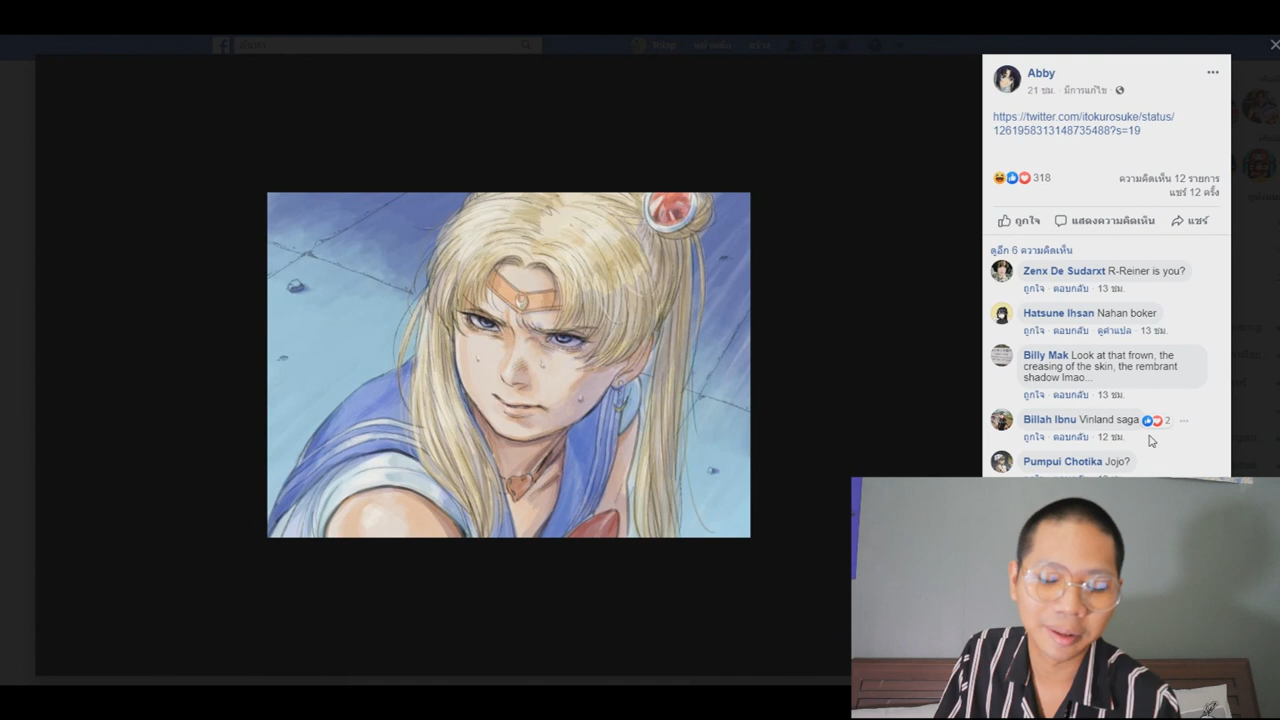 ค้นหา
สร้าง
Abby
21 ชม. · มีการแก้ไข ·
https://twitter.com/itokurosuke/status/
1261958313148735488?s=19
318
ความคิดเห็น 12 รายการ
แชร์ 12 ครั้ง
ถูกใจ แสดงความคิดเห็น แชร์
ดูอีก 6 ความคิดเห็น
Zenx De Sudarxt R-Reiner is you?
ถูกใจ · ตอบกลับ · 13 ชม.
Hatsune Ihsan Nahan boker
ถูกใจ · ตอบกลับ · ดูคำแปล · 13 ชม.
Billy Mak Look at that frown, the
creasing of the skin, the rembrant
shadow lmao...
ถูกใจ · ตอบกลับ · 13 ชม.
Billah Ibnu Vinland saga 2
ถูกใจ · ตอบกลับ · 12 ชม.
Pumpui Chotika Jojo?